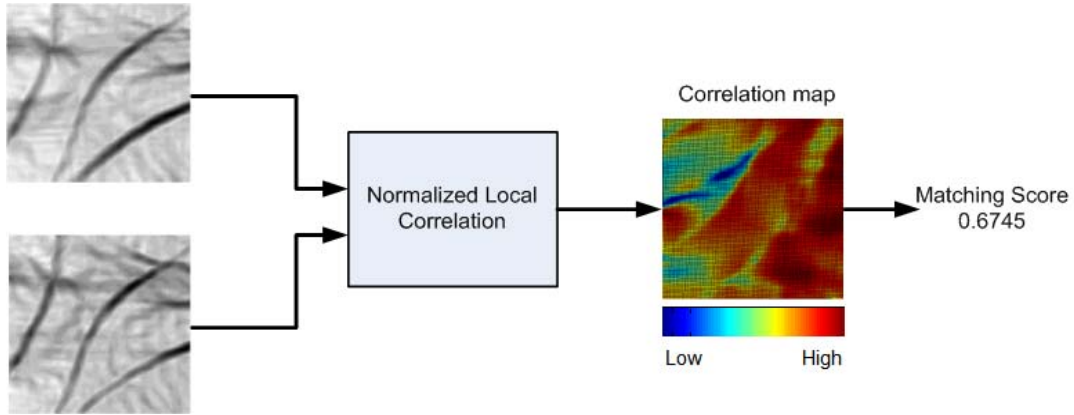 Normalized Local
Correlation
Correlation map
Low
High
Matching Score
0.6745